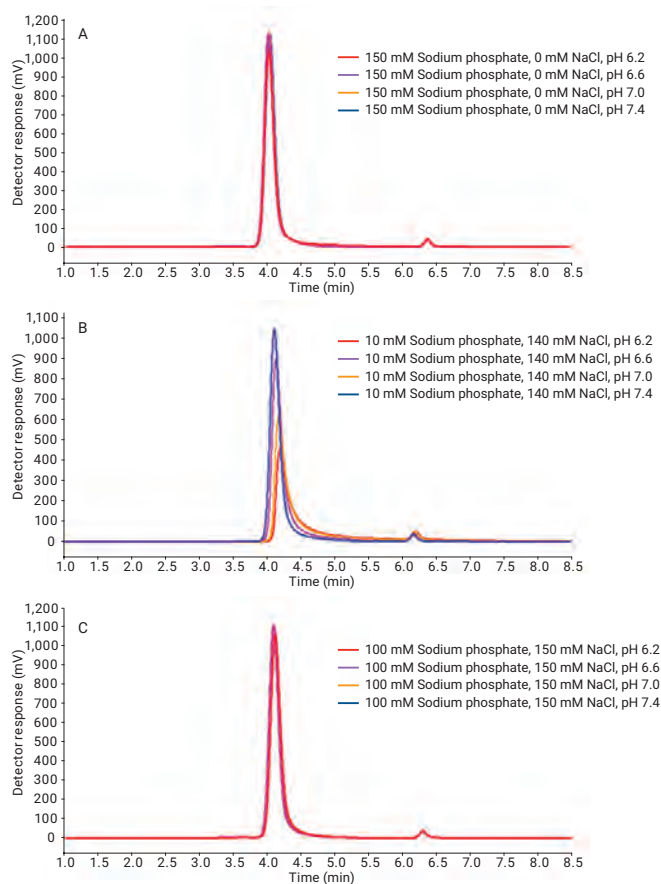 A
1,100
1,000
900
800
700
600
500
400
300
200
100
0
Detector response (mV)
150 mM Sodium phosphate, 0 mM NaCl, pH 6.2
150 mM Sodium phosphate, 0 mM NaCl, pH 6.6
150 mM Sodium phosphate, 0 mM NaCl, pH 7.0
150 mM Sodium phosphate, 0 mM NaCl, pH 7.4
1.0 1.5 2.0 2.5 3.0 3.5 4.0 4.5 5.0 5.5 6.0 6.5 7.0 7.5 8.0 8.5
Time (min)
B
1,100
1,000
900
800
700
600
500
400
300
200
100
0
Detector response (mV)
10 mM Sodium phosphate, 140 mM NaCl, pH 6.2
10 mM Sodium phosphate, 140 mM NaCl, pH 6.6
10 mM Sodium phosphate, 140 mM NaCl, pH 7.0
10 mM Sodium phosphate, 140 mM NaCl, pH 7.4
1.0 1.5 2.0 2.5 3.0 3.5 4.0 4.5 5.0 5.5 6.0 6.5 7.0 7.5 8.0 8.5
Time (min)
C
1,200
1,100
1,000
900
800
700
600
500
400
300
200
100
0
Detector response (mV)
100 mM Sodium phosphate, 150 mM NaCl, pH 6.2
100 mM Sodium phosphate, 150 mM NaCl, pH 6.6
100 mM Sodium phosphate, 150 mM NaCl, pH 7.0
100 mM Sodium phosphate, 150 mM NaCl, pH 7.4
1.0 1.5 2.0 2.5 3.0 3.5 4.0 4.5 5.0 5.5 6.0 6.5 7.0 7.5 8.0 8.5
Time (min)